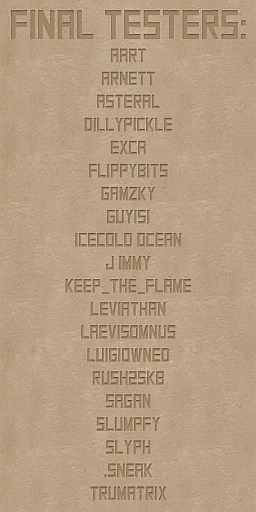 FINAL TESTERS:
AART
ARNETT
ASTERAL
DILLYPICKLE
EXCA
FLIPPYBITS
GAMZKY
GUYISI
ICECOLD OCEAN
J IMMY
KEEP_THE_FLAME
LEVIATHAN
LAEVISOMNUS
LUIGIOWNED
RUSH2SK8
SAGAN
SLUMPFY
SLYPH
.SNEAK
TRUMATRIX